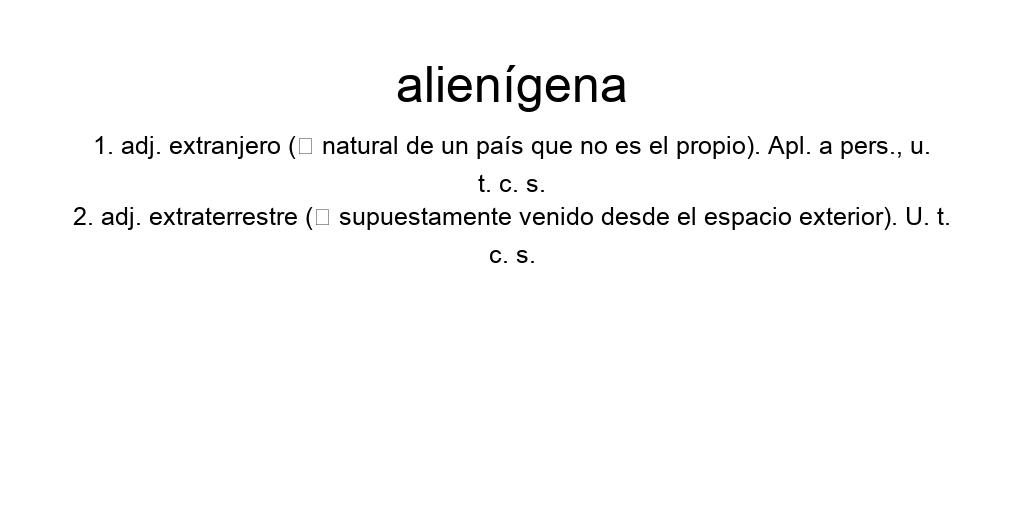 alienígena
1. adj. extranjero (□ natural de un país que no es el propio). Apl. a pers., u.
t. c. s.
2. adj. extraterrestre (□ supuestamente venido desde el espacio exterior). U. t.
c. s.